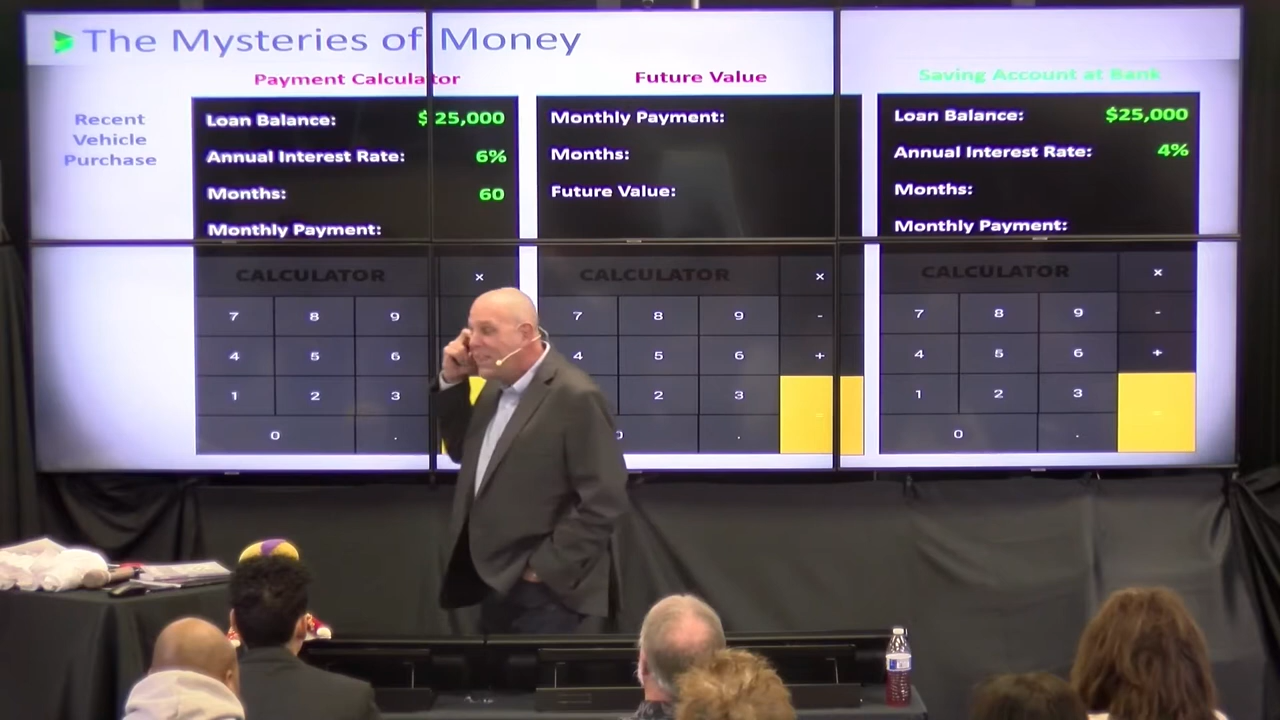 The Mysteries of Money
Recent
Vehicle
Purchase
Payment Calculator
Loan Balance: $25,000
Annual Interest Rate: 6%
Months: 60
Monthly Payment:
CALCULATOR ×
7 8 9
4 5 6
1 2 3
0 .
Future Value
Monthly Payment:
Months:
Future Value:
CALCULATOR ×
7 8 9 -
4 5 6 +
2 3 =
0 .
Saving Account at Bank
Loan Balance: $25,000
Annual Interest Rate: 4%
Months:
Monthly Payment:
CALCULATOR ×
7 8 9 -
4 5 6 +
1 2 3 =
0 .